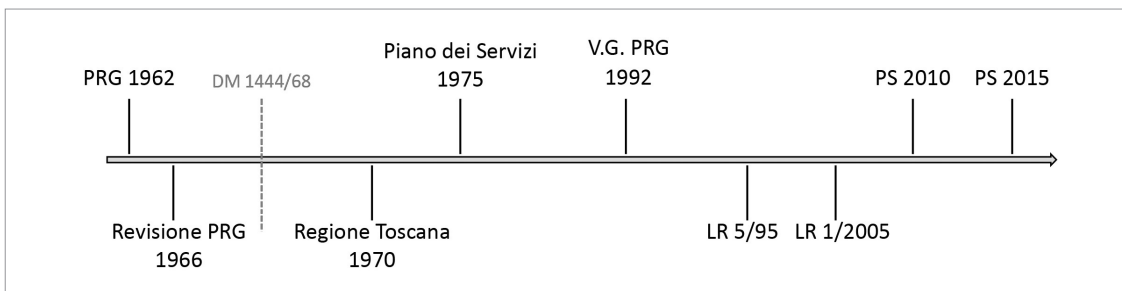 PRG 1962
DM 1444/68
Piano dei Servizi
1975
V.G. PRG
1992
PS 2010
PS 2015
Revisione PRG
1966
Regione Toscana
1970
LR 5/95
LR 1/2005